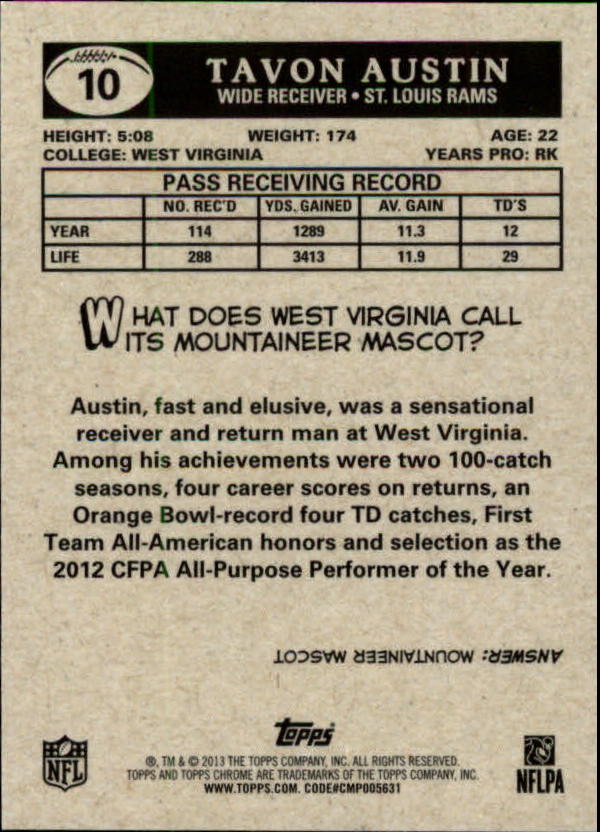 10
TAVON AUSTIN
WIDE RECEIVER • ST. LOUIS RAMS
HEIGHT: 5:08 WEIGHT: 174 AGE: 22
COLLEGE: WEST VIRGINIA YEARS PRO: RK
PASS RECEIVING RECORD
NO. REC'D YDS. GAINED AV. GAIN TD'S
YEAR 114 1289 11.3 12
LIFE 288 3413 11.9 29
WHAT DOES WEST VIRGINIA CALL
ITS MOUNTAINEER MASCOT?
Austin, fast and elusive, was a sensational
receiver and return man at West Virginia.
Among his achievements were two 100-catch
seasons, four career scores on returns, an
Orange Bowl-record four TD catches, First
Team All-American honors and selection as the
2012 CFPA All-Purpose Performer of the Year.
ANSWER: MOUNTAINEER MASCOT
Topps
®, TM & © 2013 THE TOPPS COMPANY, INC. ALL RIGHTS RESERVED.
TOPPS AND TOPPS CHROME ARE TRADEMARKS OF THE TOPPS COMPANY, INC.
WWW.TOPPS.COM. CODE#CMP005631
NFL
NFLPA